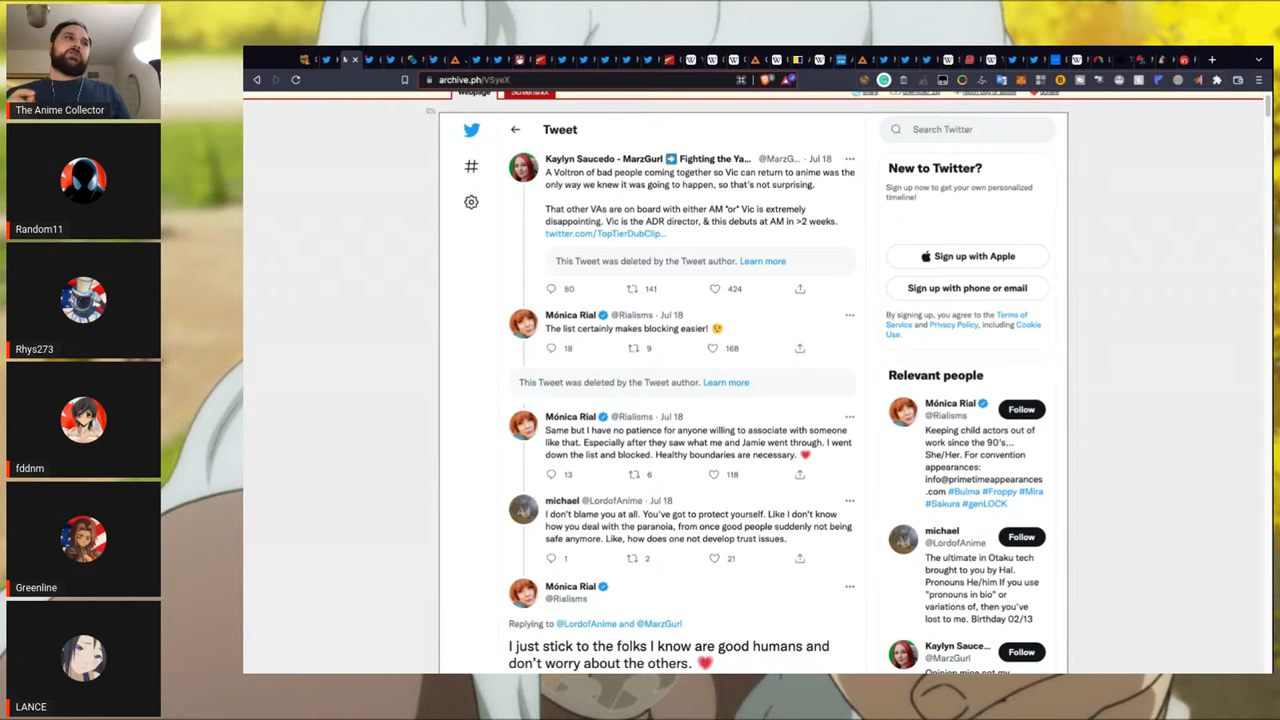 The Anime Collector
Random11
Rhys273
fddnm
Greenline
LANCE
archive.ph/VSyeX
Webpage
Screenshot
Tweet
Kaylyn Saucedo - MarzGurl ➡ Fighting the Ya... @MarzG... · Jul 18
A Voltron of bad people coming together so Vic can return to anime was the
only way we knew it was going to happen, so that's not surprising.
That other VAs are on board with either AM *or* Vic is extremely
disappointing. Vic is the ADR director, & this debuts at AM in >2 weeks.
twitter.com/TopTierDubClip...
This Tweet was deleted by the Tweet author. Learn more
80 141 424
Mónica Rial @Rialisms · Jul 18
The list certainly makes blocking easier! 😉
18 9 168
This Tweet was deleted by the Tweet author. Learn more
Mónica Rial @Rialisms · Jul 18
Same but I have no patience for anyone willing to associate with someone
like that. Especially after they saw what me and Jamie went through. I went
down the list and blocked. Healthy boundaries are necessary. 💗
13 6 118
michael @LordofAnime · Jul 18
I don't blame you at all. You've got to protect yourself. Like I don't know
how you deal with the paranoia, from once good people suddenly not being
safe anymore. Like, how does one not develop trust issues.
1 2 21
Mónica Rial
@Rialisms
Replying to @LordofAnime and @MarzGurl
I just stick to the folks I know are good humans and
don't worry about the others. 💗
Search Twitter
New to Twitter?
Sign up now to get your own personalized
timeline!
Sign up with Apple
Sign up with phone or email
By signing up, you agree to the Terms of
Service and Privacy Policy, including Cookie
Use.
Relevant people
Mónica Rial
@Rialisms
Follow
Keeping child actors out of
work since the 90's...
She/Her. For convention
appearances:
info@primetimeappearances
.com #Bulma #Froppy #Mira
#Sakura #genLOCK
michael
@LordofAnime
Follow
The ultimate in Otaku tech
brought to you by Hal.
Pronouns He/him If you use
"pronouns in bio" or
variations of, then you've
lost to me. Birthday 02/13
Kaylyn Sauce...
@MarzGurl
Follow